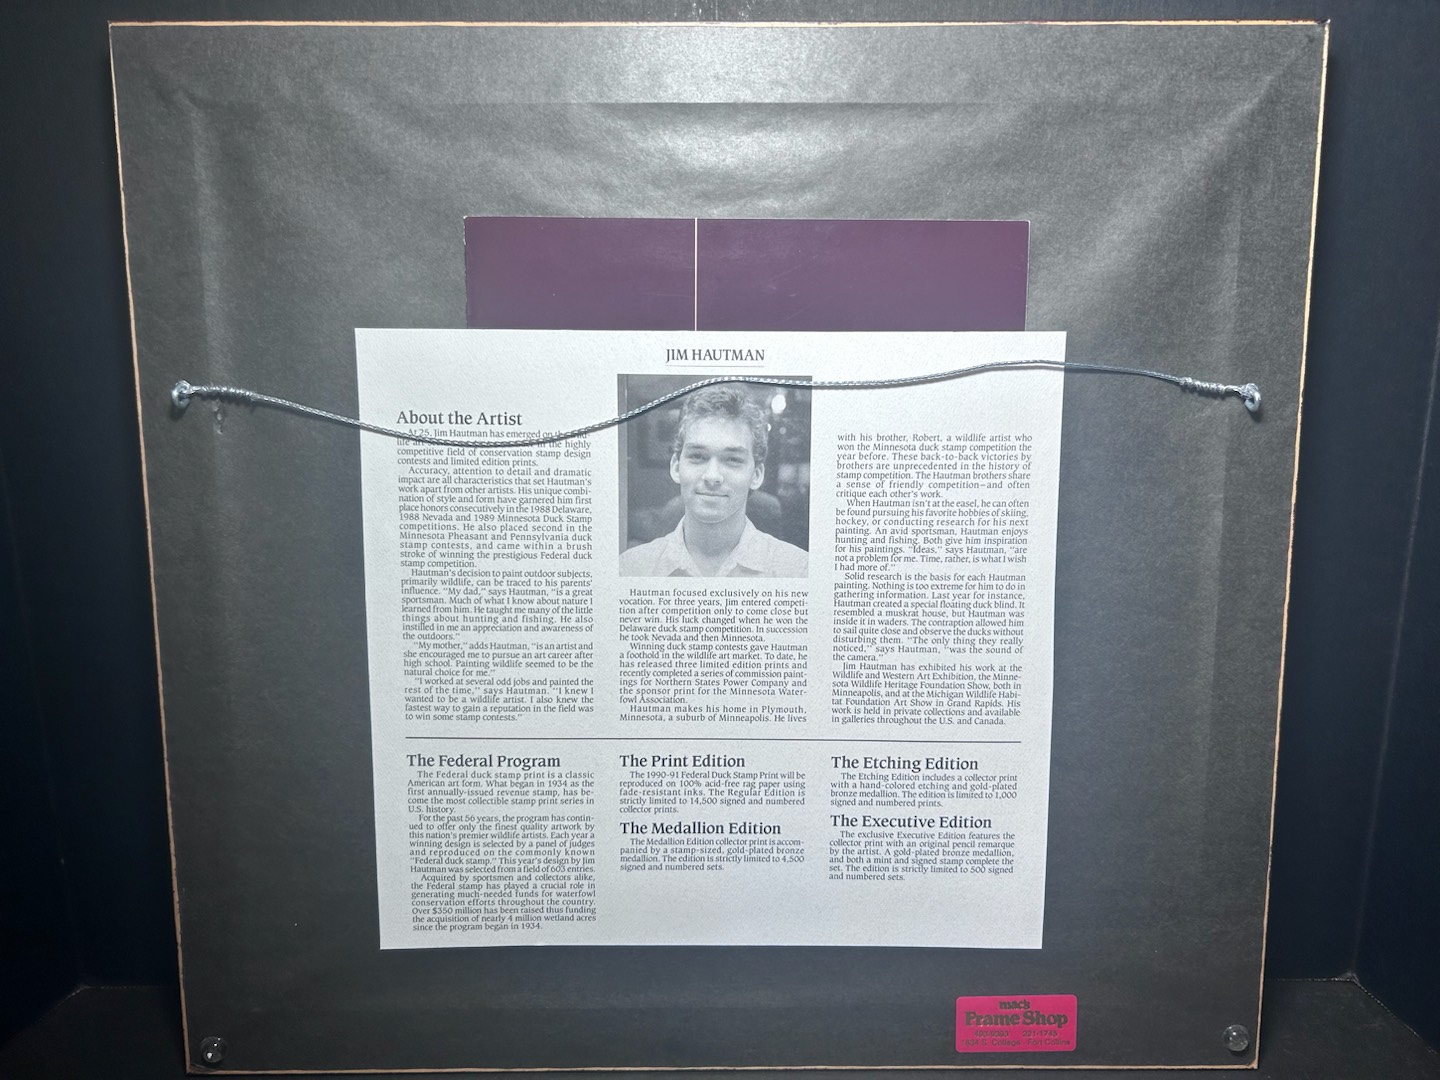 JIM HAUTMAN
About the Artist
At 25, Jim Hautman has emerged on the
life art in the highly
competitive field of conservation stamp design
contests and limited edition prints.
Accuracy, attention to detail and dramatic
impact are all characteristics that set Hautman's
work apart from other artists. His unique combi-
nation of style and form have garnered him first
place honors consecutively in the 1988 Delaware,
1988 Nevada and 1989 Minnesota Duck Stamp
competitions. He also placed second in the
Minnesota Pheasant and Pennsylvania duck
stamp contests, and came within a brush
stroke of winning the prestigious Federal duck
stamp competition.
Hautman's decision to paint outdoor subjects,
primarily wildlife, can be traced to his parents'
influence. "My dad," says Hautman, "is a great
sportsman. Much of what I know about nature I
learned from him. He taught me many of the little
things about hunting and fishing. He also
instilled in me an appreciation and awareness of
the outdoors."
"My mother," adds Hautman, "is an artist and
she encouraged me to pursue an art career after
high school. Painting wildlife seemed to be the
natural choice for me."
"I worked at several odd jobs and painted the
rest of the time," says Hautman. "I knew I
wanted to be a wildlife artist. I also knew the
fastest way to gain a reputation in the field was
to win some stamp contests."
Hautman focused exclusively on his new
vocation. For three years, Jim entered competi-
tion after competition only to come close but
never win. His luck changed when he won the
Delaware duck stamp competition. In succession
he took Nevada and then Minnesota.
Winning duck stamp contests gave Hautman
a foothold in the wildlife art market. To date, he
has released three limited edition prints and
recently completed a series of commission paint-
ings for Northern States Power Company and
the sponsor print for the Minnesota Water-
fowl Association.
Hautman makes his home in Plymouth,
Minnesota, a suburb of Minneapolis. He lives
with his brother, Robert, a wildlife artist who
won the Minnesota duck stamp competition the
year before. These back-to-back victories by
brothers are unprecedented in the history of
stamp competition. The Hautman brothers share
a sense of friendly competition—and often
critique each other's work.
When Hautman isn't at the easel, he can often
be found pursuing his favorite hobbies of skiing,
hockey, or conducting research for his next
painting. An avid sportsman, Hautman enjoys
hunting and fishing. Both give him inspiration
for his paintings. "Ideas," says Hautman, "are
not a problem for me. Time, rather, is what I wish
I had more of."
Solid research is the basis for each Hautman
painting. Nothing is too extreme for him to do in
gathering information. Last year for instance,
Hautman created a special floating duck blind. It
resembled a muskrat house, but Hautman was
inside it in waders. The contraption allowed him
to sail quite close and observe the ducks without
disturbing them. "The only thing they really
noticed," says Hautman, "was the sound of
the camera."
Jim Hautman has exhibited his work at the
Wildlife and Western Art Exhibition, the Minne-
sota Wildlife Heritage Foundation Show, both in
Minneapolis, and at the Michigan Wildlife Habi-
tat Foundation Art Show in Grand Rapids. His
work is held in private collections and available
in galleries throughout the U.S. and Canada.
The Federal Program
The Federal duck stamp print is a classic
American art form. What began in 1934 as the
first annually-issued revenue stamp, has be-
come the most collectible stamp print series in
U.S. history.
For the past 56 years, the program has contin-
ued to offer only the finest quality artwork by
this nation's premier wildlife artists. Each year a
winning design is selected by a panel of judges
and reproduced on the commonly known
"Federal duck stamp." This year's design by Jim
Hautman was selected from a field of 603 entries.
Acquired by sportsmen and collectors alike,
the Federal stamp has played a crucial role in
generating much-needed funds for waterfowl
conservation efforts throughout the country.
Over $350 million has been raised thus funding
the acquisition of nearly 4 million wetland acres
since the program began in 1934.
The Print Edition
The 1990-91 Federal Duck Stamp Print will be
reproduced on 100% acid-free rag paper using
fade-resistant inks. The Regular Edition is
strictly limited to 14,500 signed and numbered
collector prints.
The Medallion Edition
The Medallion Edition collector print is accom-
panied by a stamp-sized, gold-plated bronze
medallion. The edition is strictly limited to 4,500
signed and numbered sets.
The Etching Edition
The Etching Edition includes a collector print
with a hand-colored etching and gold-plated
bronze medallion. The edition is limited to 1,000
signed and numbered prints.
The Executive Edition
The exclusive Executive Edition features the
collector print with an original pencil remarque
by the artist. A gold-plated bronze medallion,
and both a mint and signed stamp complete the
set. The edition is strictly limited to 500 signed
and numbered sets.
mack
Frame Shop
College Fort Collins